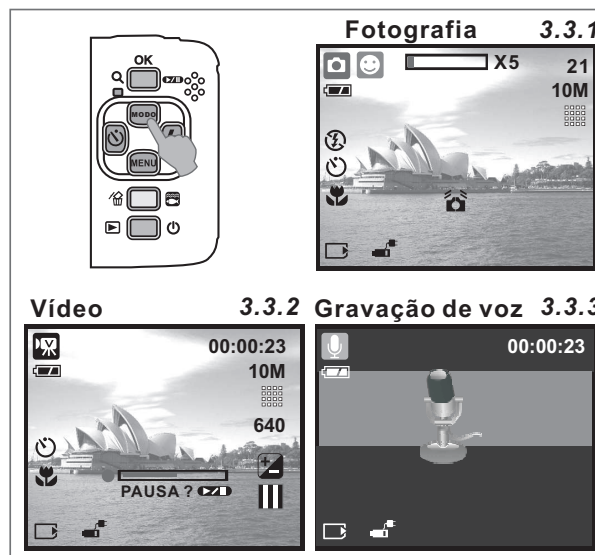 Fotografia 3.3.1
OK
MODO
MENU
X5 21
10M
Vídeo 3.3.2
00:00:23
10M
640
PAUSA ?
Gravação de voz 3.3.3
00:00:23